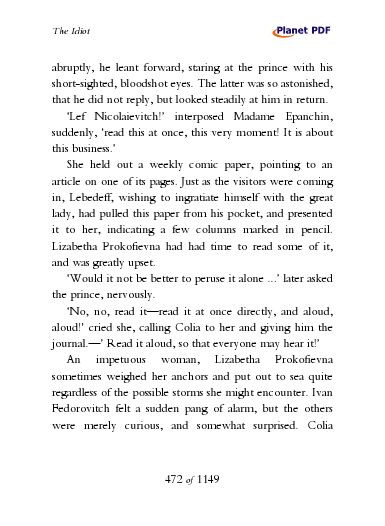 The Idiot
Planet PDF
abruptly, he leant forward, staring at the prince with his
short-sighted, bloodshot eyes. The latter was so astonished,
that he did not reply, but looked steadily at him in return.
‘Lef Nicolaievitch!’ interposed Madame Epanchin,
suddenly, ‘read this at once, this very moment! It is about
this business.’
She held out a weekly comic paper, pointing to an
article on one of its pages. Just as the visitors were coming
in, Lebedeff, wishing to ingratiate himself with the great
lady, had pulled this paper from his pocket, and presented
it to her, indicating a few columns marked in pencil.
Lizabetha Prokofievna had had time to read some of it,
and was greatly upset.
‘Would it not be better to peruse it alone ...’ later asked
the prince, nervously.
‘No, no, read it—read it at once directly, and aloud,
aloud!’ cried she, calling Colia to her and giving him the
journal.—’ Read it aloud, so that everyone may hear it!’
An impetuous woman, Lizabetha Prokofievna
sometimes weighed her anchors and put out to sea quite
regardless of the possible storms she might encounter. Ivan
Fedorovitch felt a sudden pang of alarm, but the others
were merely curious, and somewhat surprised. Colia
472 of 1149